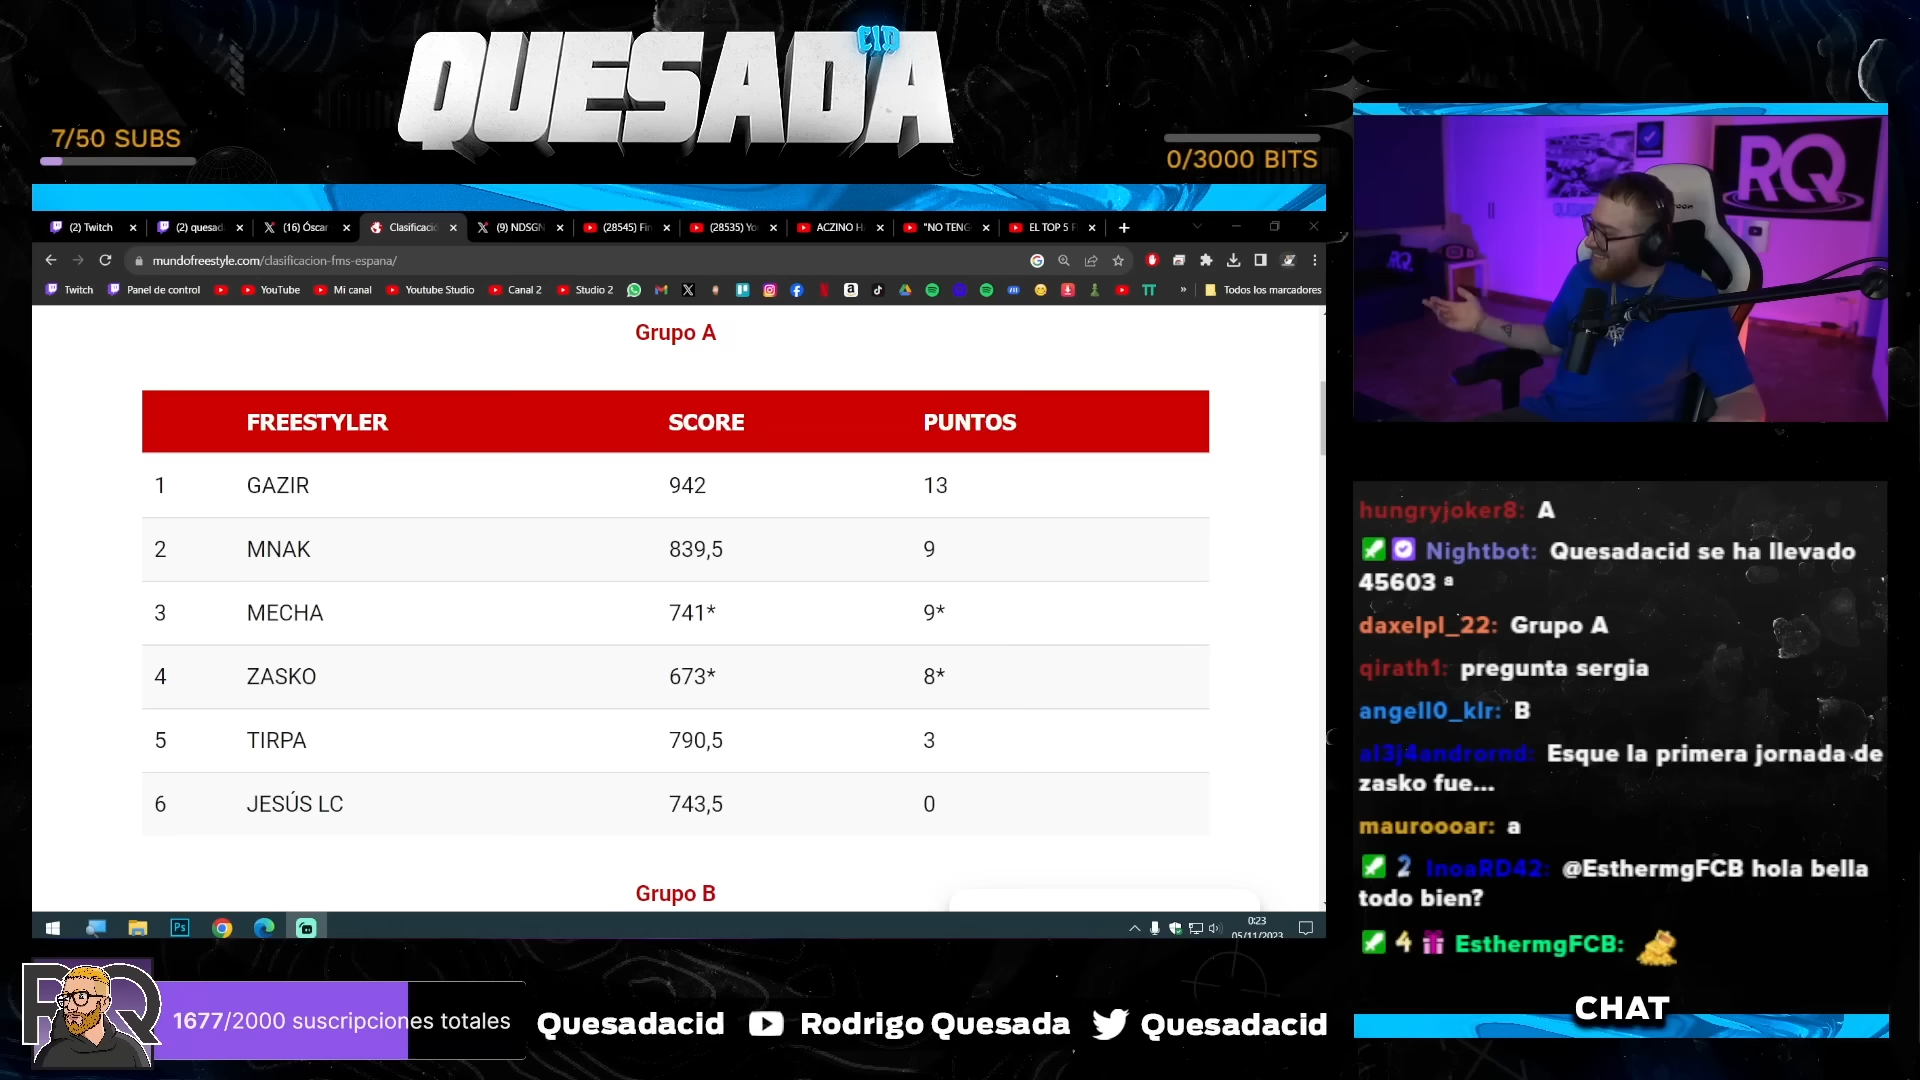 QUESADA
CID
7/50 SUBS
0/3000 BITS
(2) Twitch
(2) quesad
(16) Óscar
Clasificació
(9) NDSGN
(28545) Fin
(28535) Yo
ACZINO H
"NO TENG
EL TOP 5 F
mundofreestyle.com/clasificacion-fms-espana/
Twitch
Panel de control
YouTube
Mi canal
Youtube Studio
Canal 2
Studio 2
Todos los marcadores
Grupo A
FREESTYLER SCORE PUNTOS
1 GAZIR 942 13
2 MNAK 839,5 9
3 MECHA 741* 9*
4 ZASKO 673* 8*
5 TIRPA 790,5 3
6 JESÚS LC 743,5 0
Grupo B
0:23
05/11/2023
RQ
hungryjoker8: A
Nightbot: Quesadacid se ha llevado
45603 ª
daxelpl_22: Grupo A
qirath1: pregunta sergia
angell0_klr: B
al3j4andrornd: Esque la primera jornada de
zasko fue...
mauroooar: a
2 InoaRD42: @EsthermgFCB hola bella
todo bien?
4 EsthermgFCB:
CHAT
RQ
1677/2000 suscripciones totales
Quesadacid
Rodrigo Quesada
Quesadacid